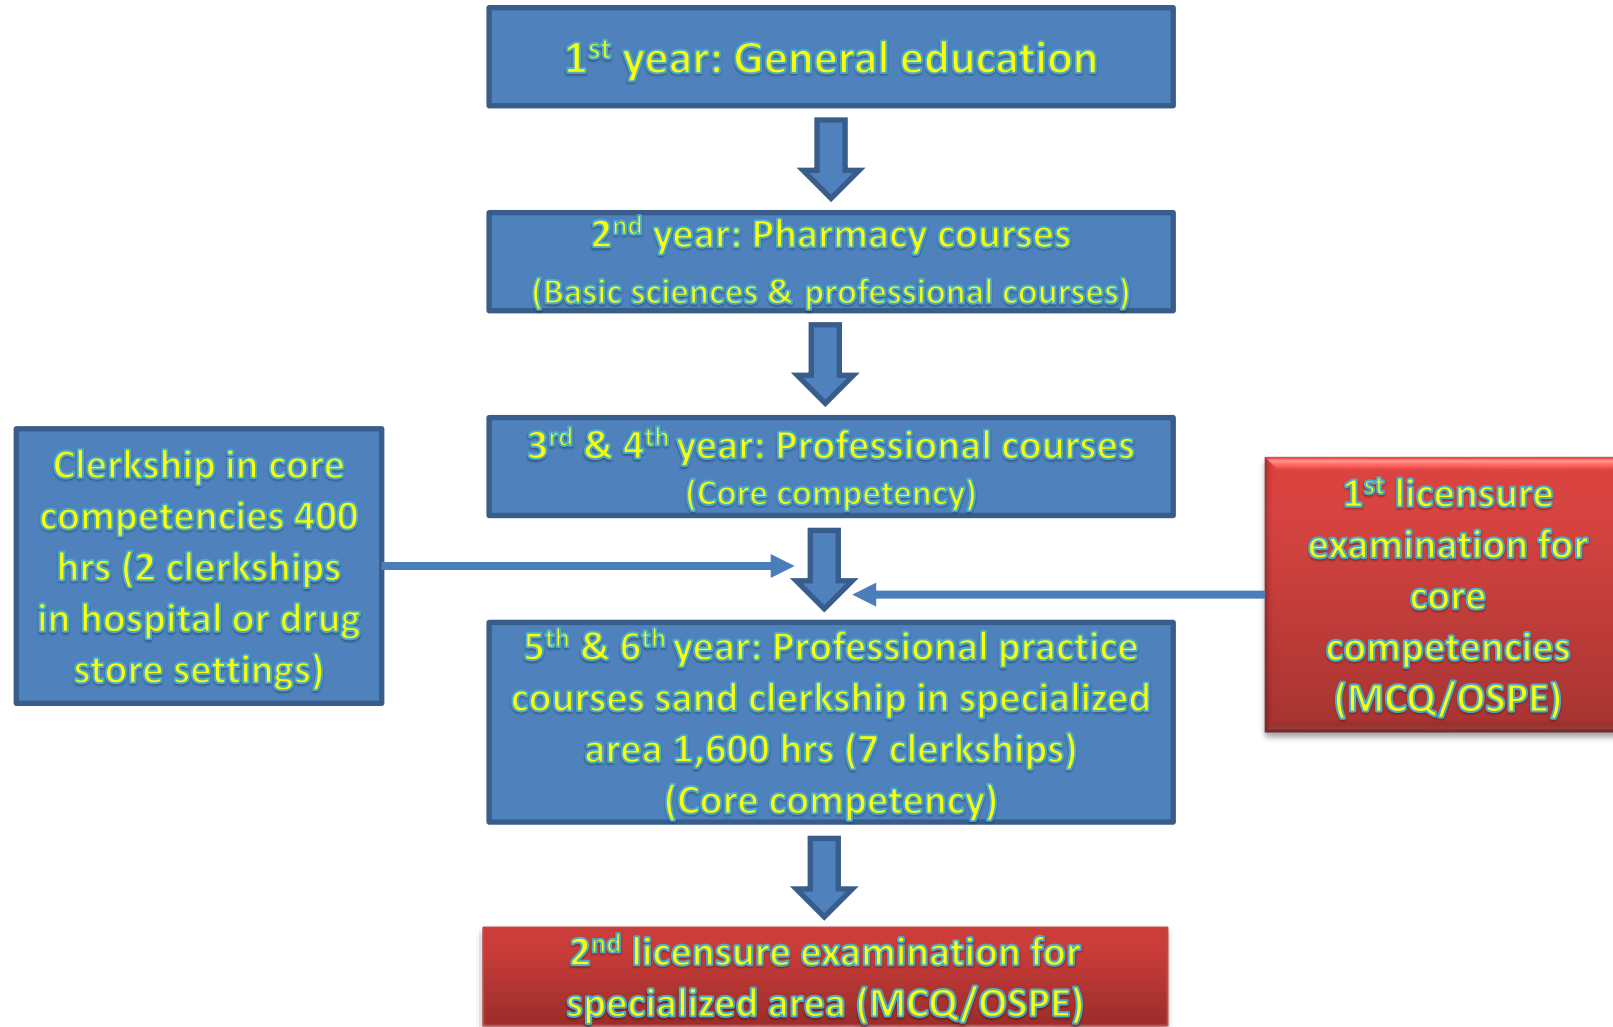 1st year: General education
2nd year: Pharmacy courses
(Basic sciences & professional courses)
3rd & 4th year: Professional courses
(Core competency)
Clerkship in core
competencies 400
hrs (2 clerkships
in hospital or drug
store settings)
1st licensure
examination for
core
competencies
(MCQ/OSPE)
5th & 6th year: Professional practice
courses sand clerkship in specialized
area 1,600 hrs (7 clerkships)
(Core competency)
2nd licensure examination for
specialized area (MCQ/OSPE)